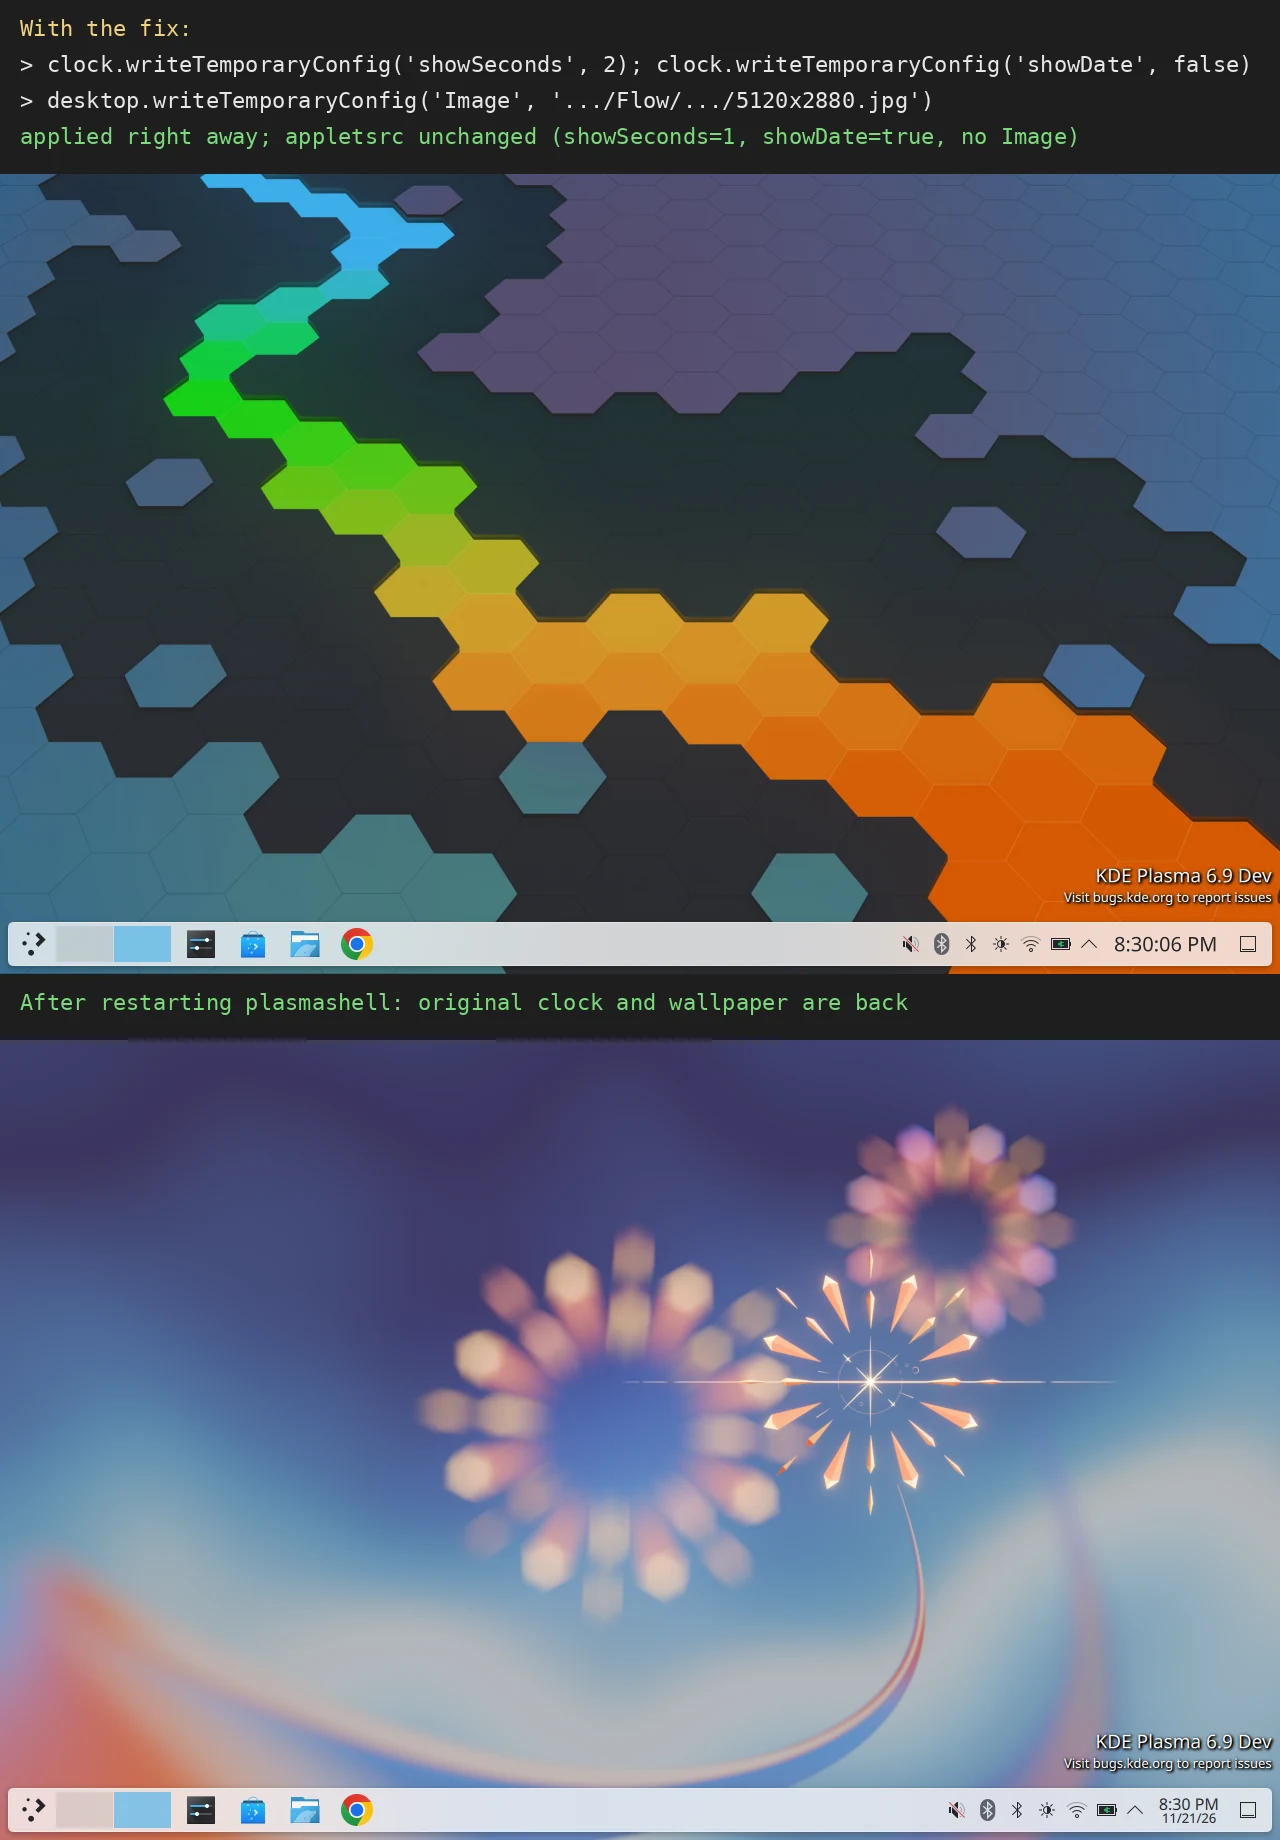 With the fix:
> clock.writeTemporaryConfig('showSeconds', 2); clock.writeTemporaryConfig('showDate', false)
> desktop.writeTemporaryConfig('Image', '.../Flow/.../5120x2880.jpg')
applied right away; appletsrc unchanged (showSeconds=1, showDate=true, no Image)
KDE Plasma 6.9 Dev
Visit bugs.kde.org to report issues
8:30:06 PM
After restarting plasmashell: original clock and wallpaper are back
KDE Plasma 6.9 Dev
Visit bugs.kde.org to report issues
8:30 PM
11/21/26